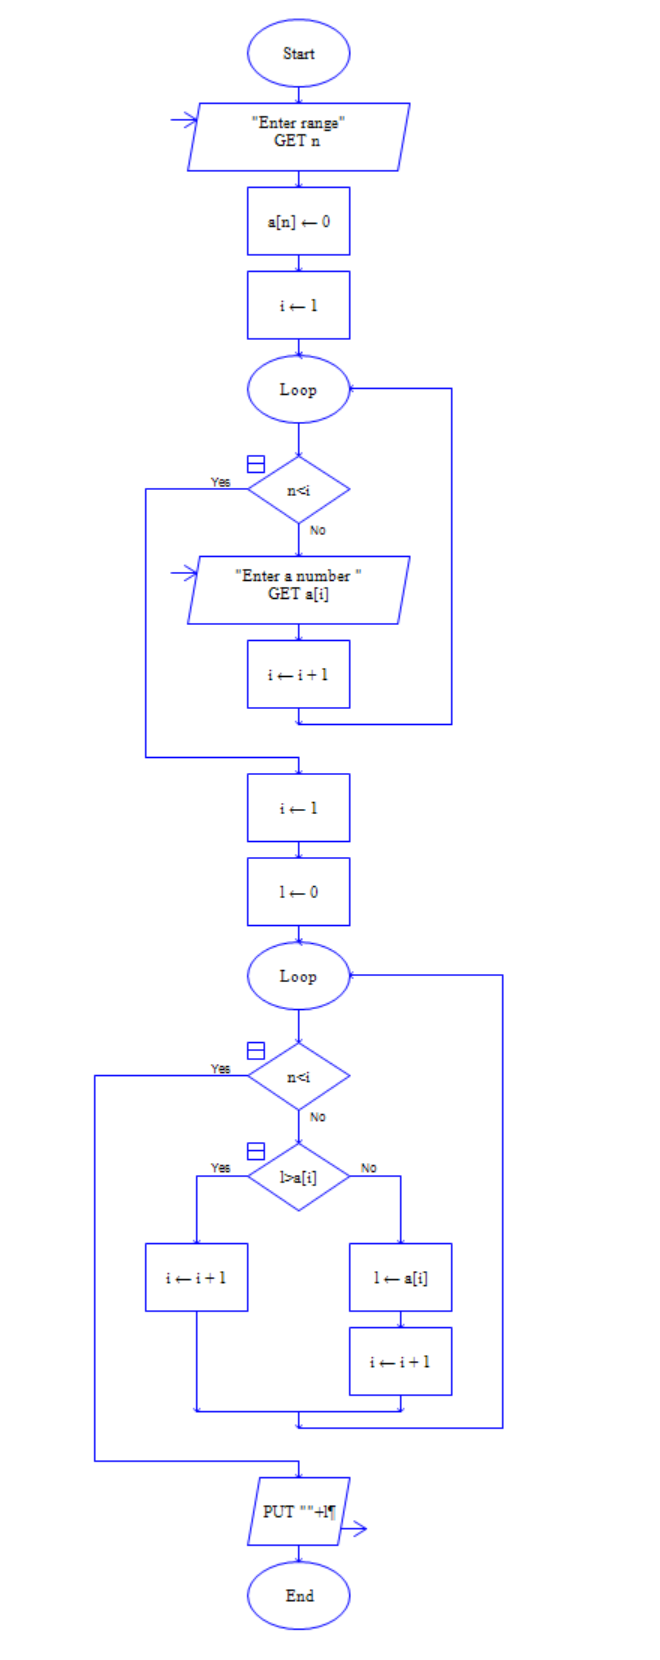 Start
"Enter range"
GET n
a[n] ← 0
i ← 1
Loop
n<i
Yes
No
"Enter a number "
GET a[i]
i ← i + 1
i ← 1
l ← 0
Loop
n<i
Yes
No
l>a[i]
Yes
No
i ← i + 1
l ← a[i]
i ← i + 1
PUT ""+l¶
End